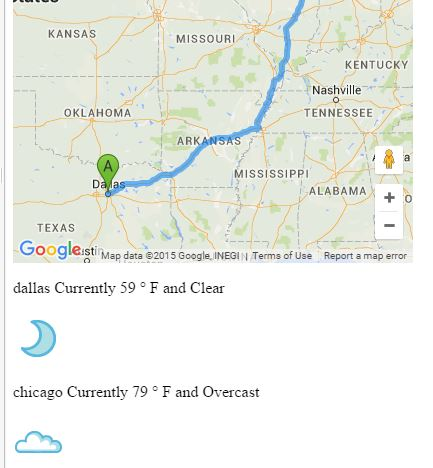 KANSAS
MISSOURI
KENTUCKY
Nashville
OKLAHOMA
TENNESSEE
ARKANSAS
A
Dallas
MISSISSIPPI
ALABAMA
TEXAS
Google
Map data ©2015 Google, INEGI | Terms of Use | Report a map error
dallas Currently 59 ° F and Clear
chicago Currently 79 ° F and Overcast